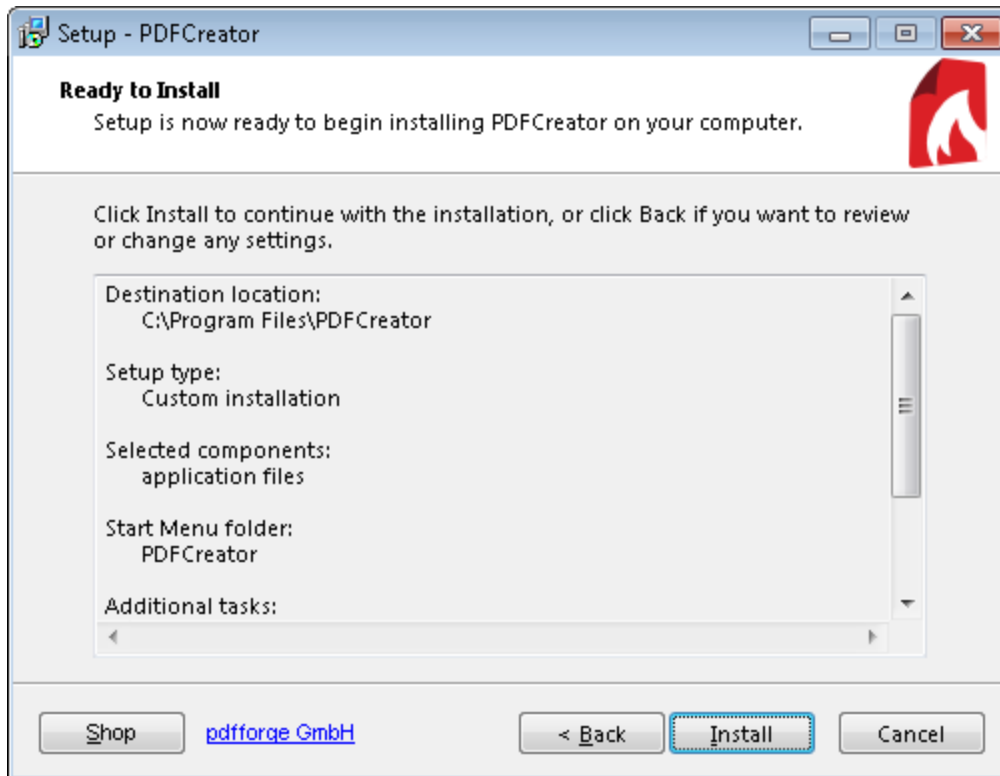 Setup - PDFCreator
Ready to Install
Setup is now ready to begin installing PDFCreator on your computer.
Click Install to continue with the installation, or click Back if you want to review
or change any settings.
Destination location:
C:\Program Files\PDFCreator
Setup type:
Custom installation
Selected components:
application files
Start Menu folder:
PDFCreator
Additional tasks:
Shop
pdfforge GmbH
< Back
Install
Cancel